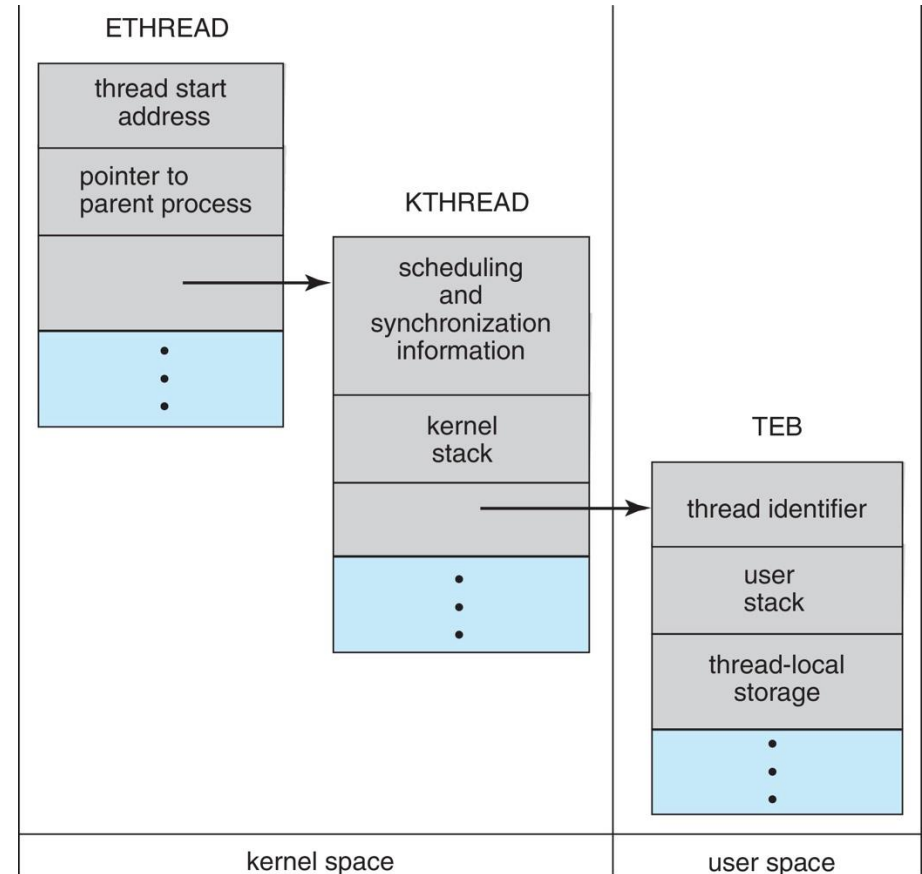 ETHREAD
thread start
address
pointer to
parent process
KTHREAD
scheduling
and
synchronization
information
kernel
stack
TEB
thread identifier
user
stack
thread-local
storage
kernel space
user space